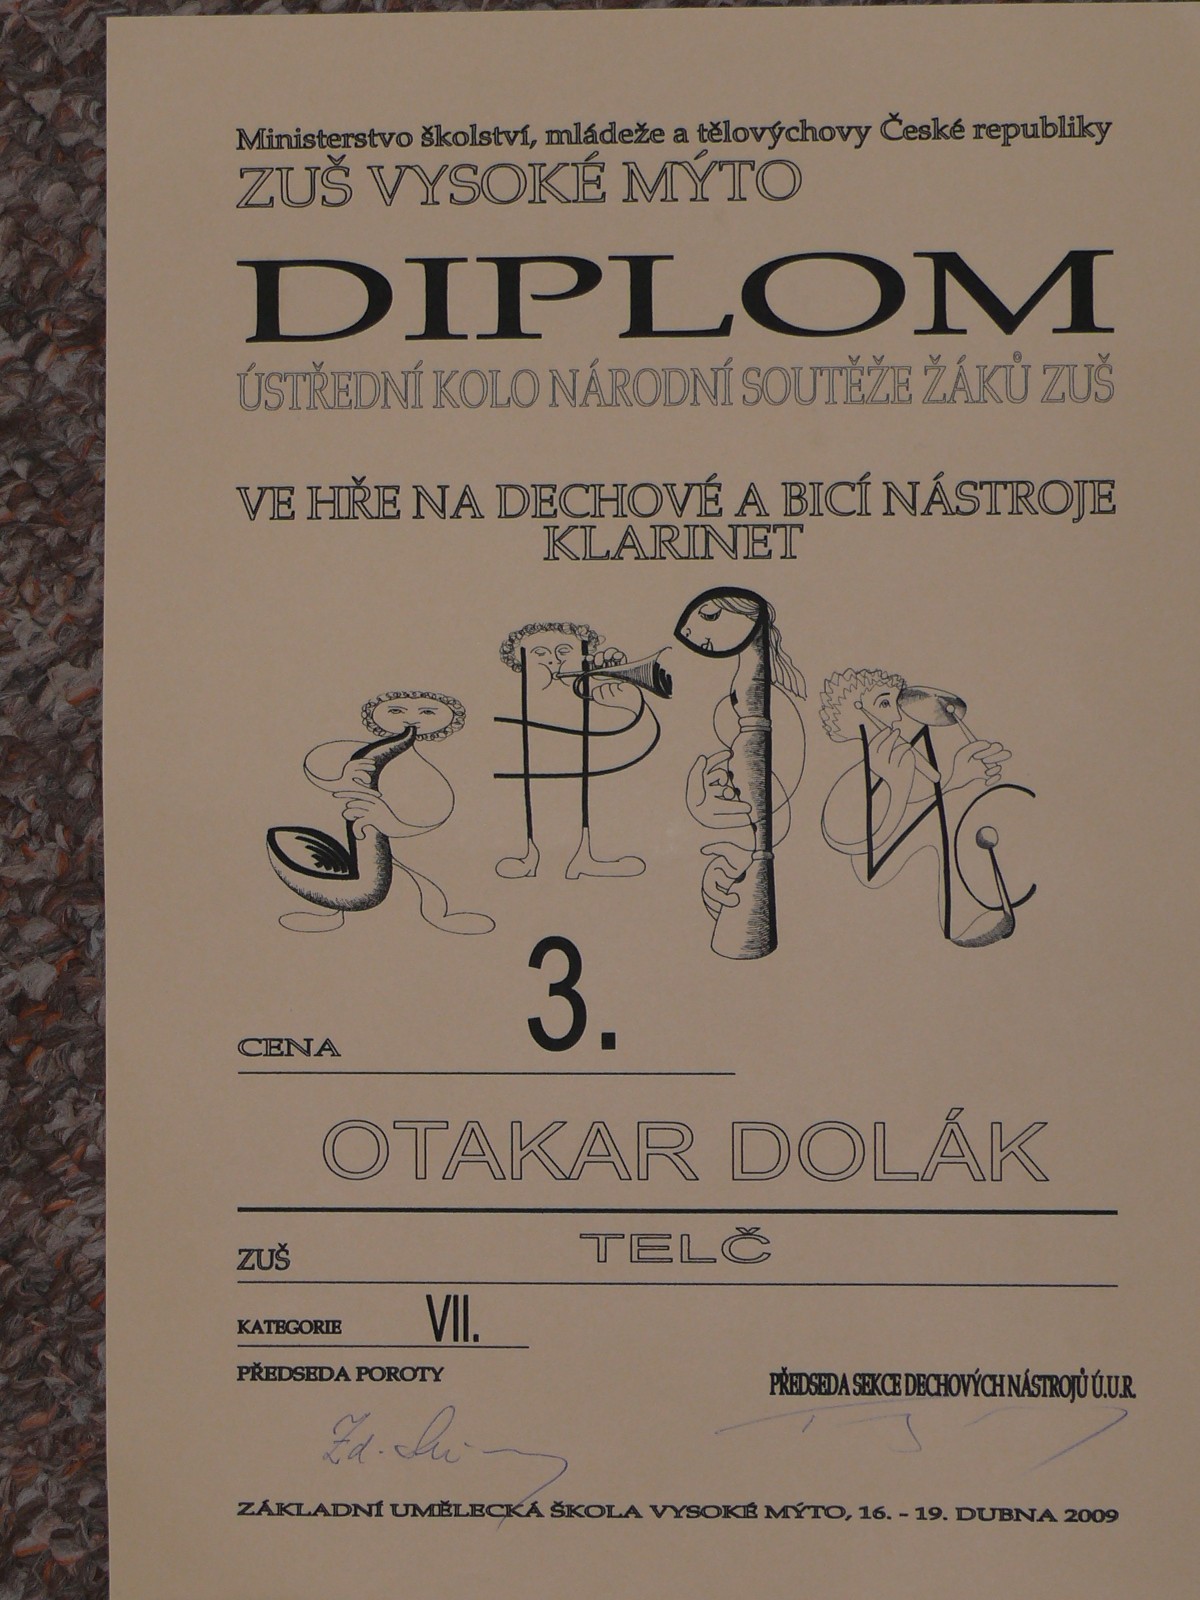 Ministerstvo školství, mládeže a tělovýchovy České republiky
ZUŠ VYSOKÉ MÝTO
DIPLOM
ÚSTŘEDNÍ KOLO NÁRODNÍ SOUTĚŽE ŽÁKŮ ZUŠ
VE HŘE NA DECHOVÉ A BICÍ NÁSTROJE
KLARINET
CENA 3.
OTAKAR DOLÁK
ZUŠ TELČ
KATEGORIE VII.
PŘEDSEDA POROTY PŘEDSEDA SEKCE DECHOVÝCH NÁSTROJŮ Ú.U.R.
Zd.
ZÁKLADNÍ UMĚLECKÁ ŠKOLA VYSOKÉ MÝTO, 16. - 19. DUBNA 2009